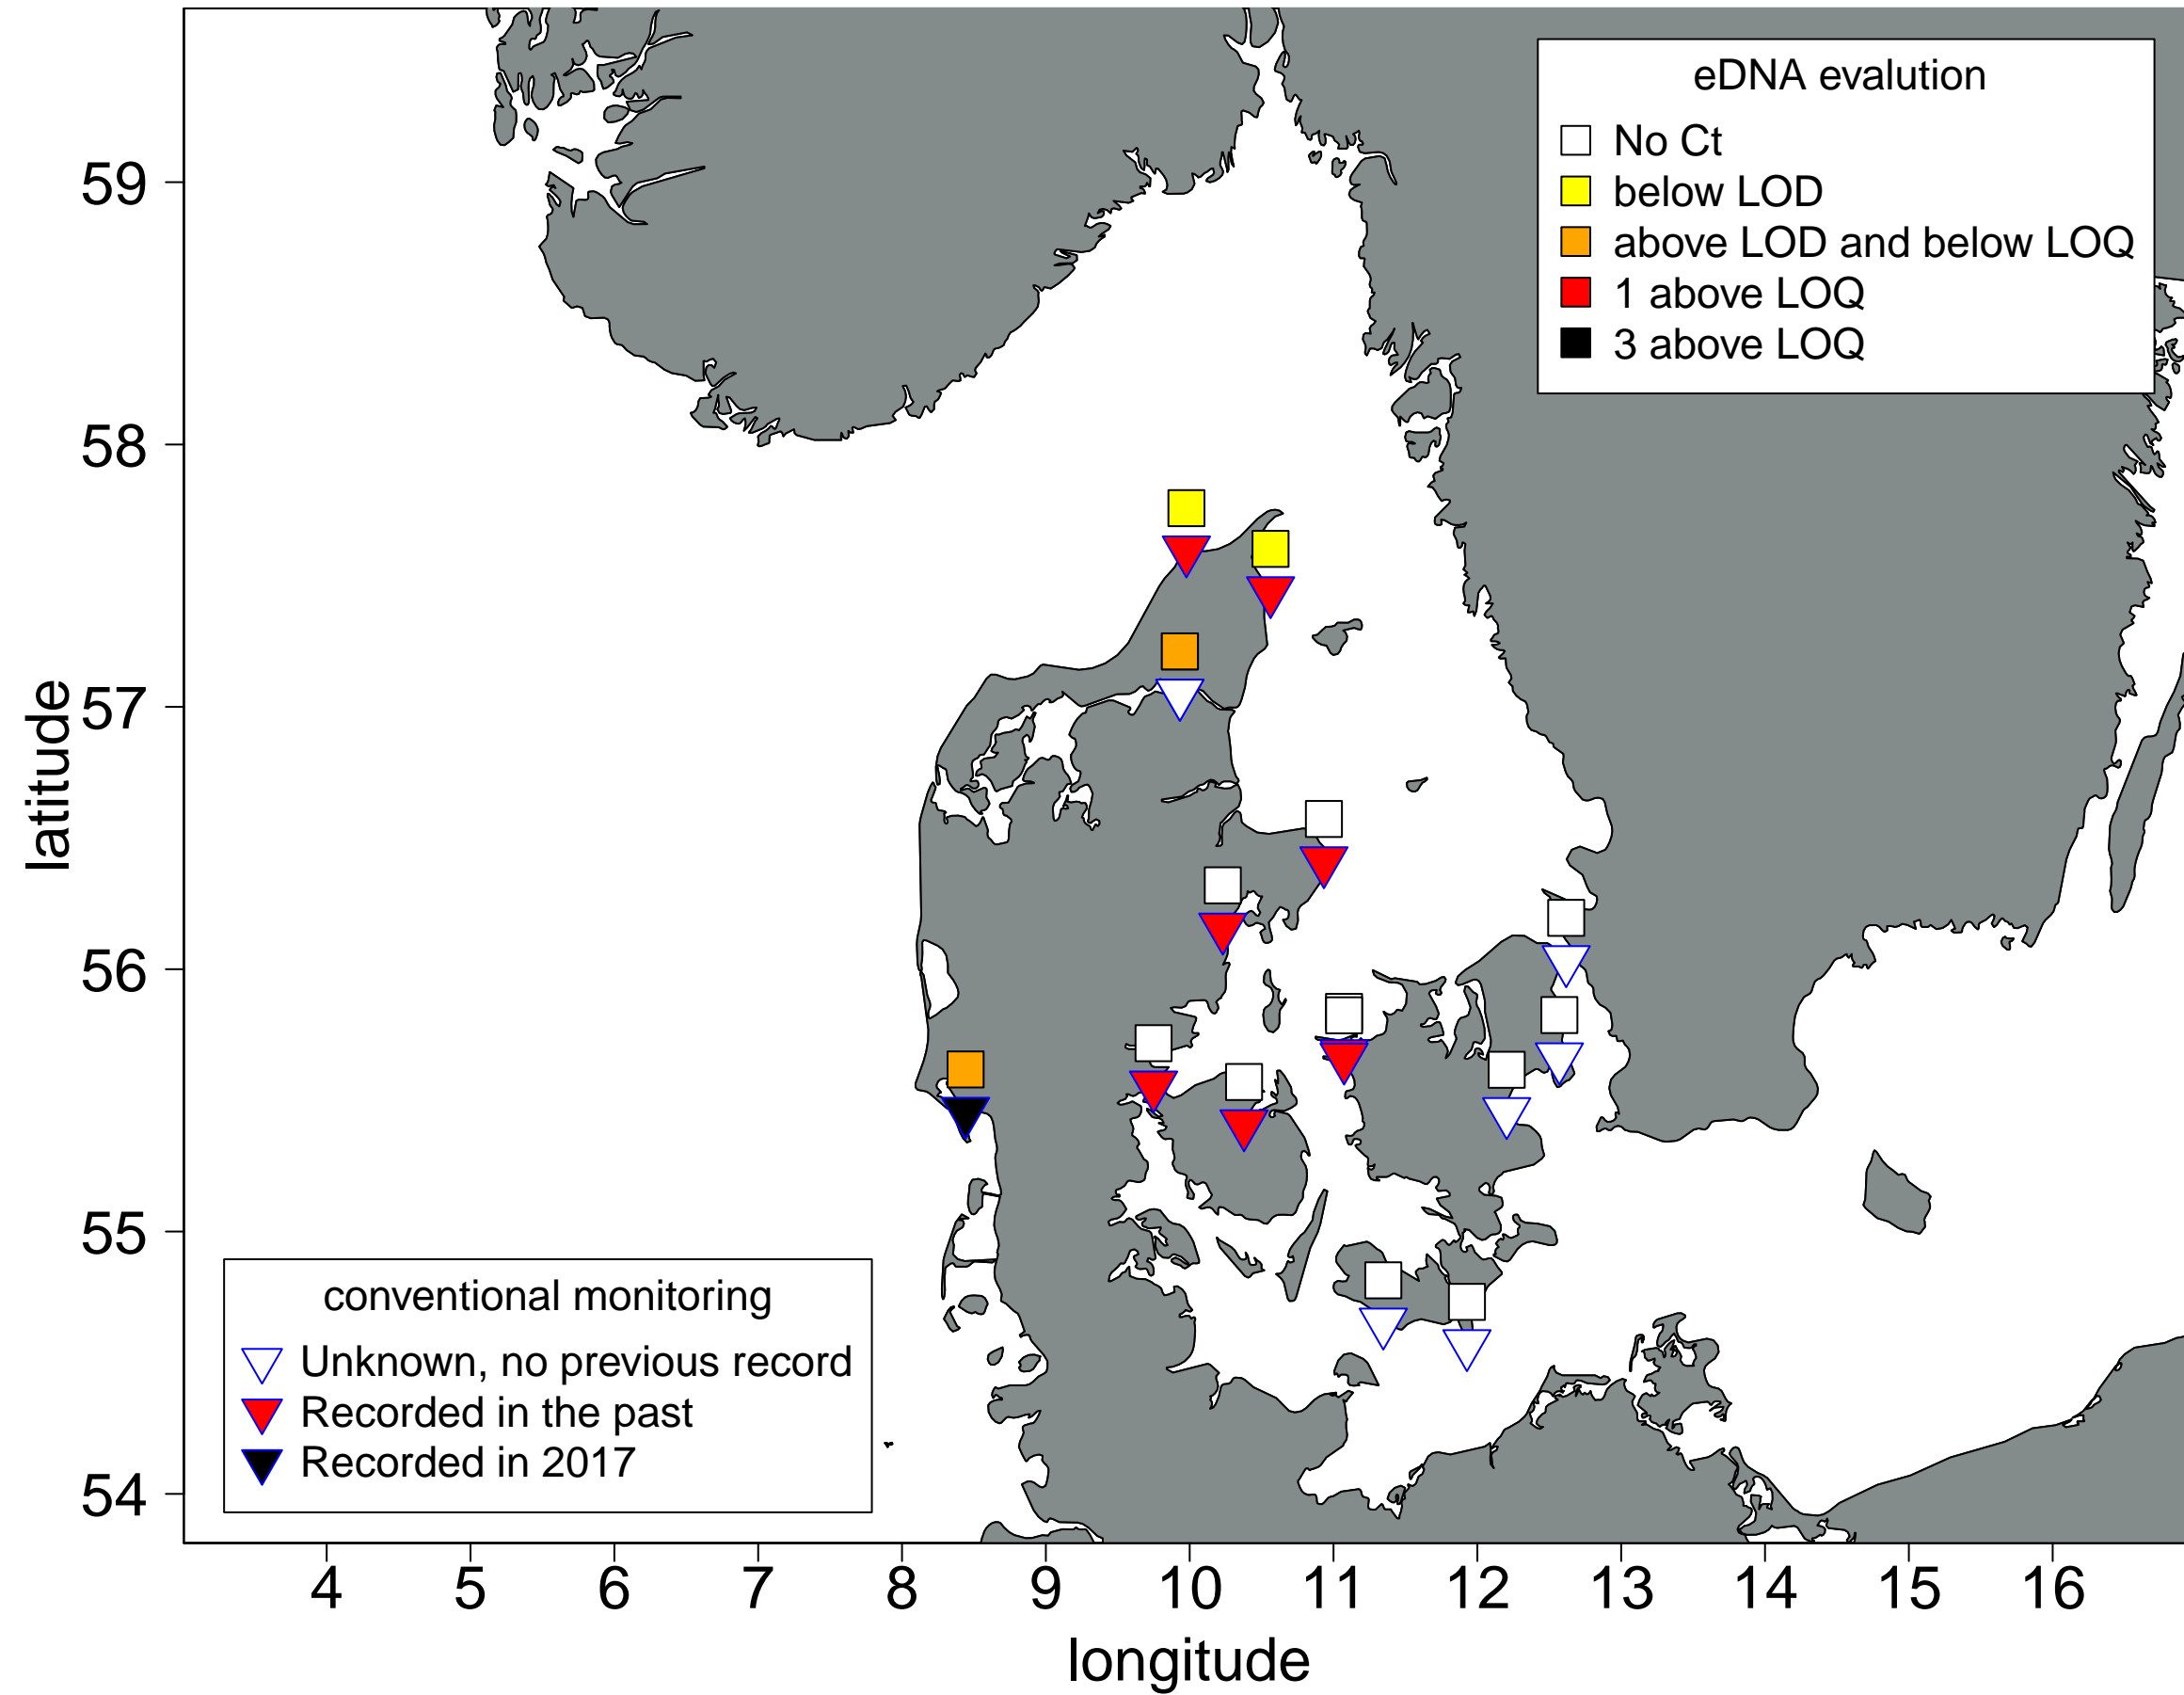 eDNA evalution
No Ct
below LOD
above LOD and below LOQ
1 above LOQ
3 above LOQ
59
58
57
56
55
54
latitude
conventional monitoring
Unknown, no previous record
Recorded in the past
Recorded in 2017
4 5 6 7 8 9 10 11 12 13 14 15 16
longitude